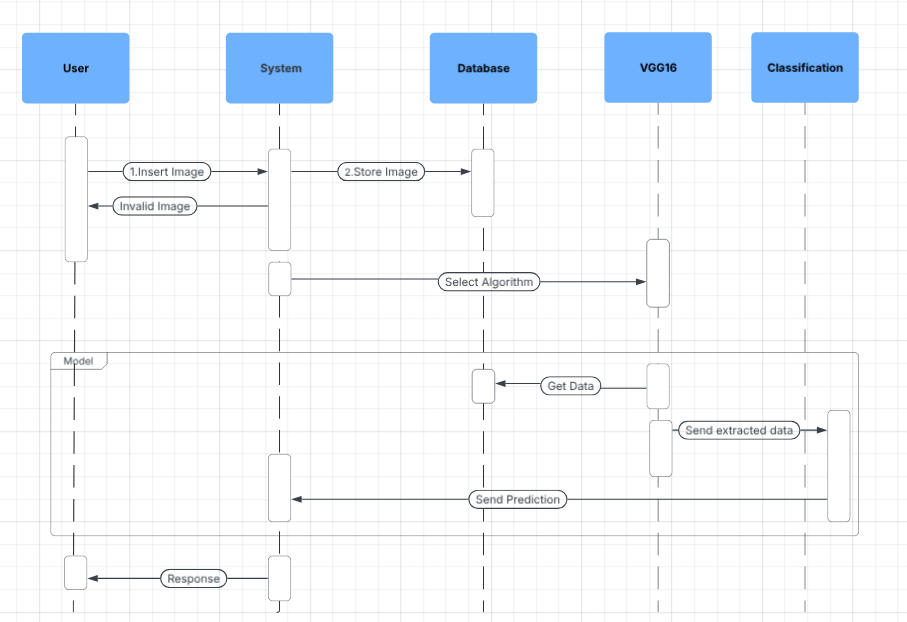 User
System
Database
VGG16
Classification
1.Insert Image
2.Store Image
Invalid Image
Select Algorithm
Model
Get Data
Send extracted data
Send Prediction
Response